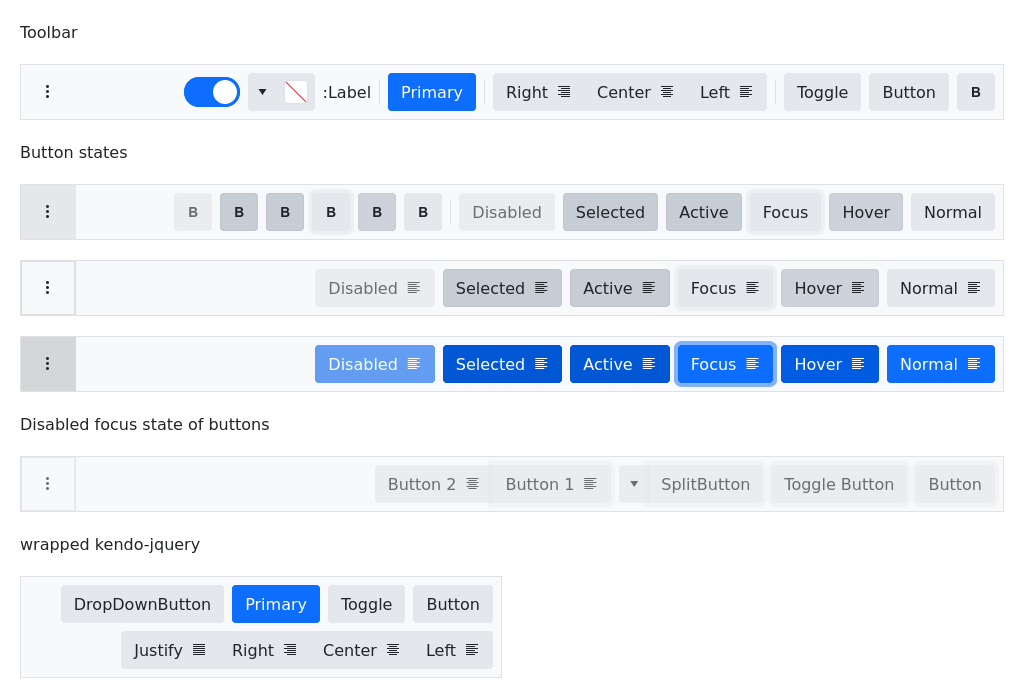 Toolbar
:Label Primary Right Center Left Toggle Button B
Button states
B B B B B B Disabled Selected Active Focus Hover Normal
Disabled Selected Active Focus Hover Normal
Disabled Selected Active Focus Hover Normal
Disabled focus state of buttons
Button 2 Button 1 SplitButton Toggle Button Button
wrapped kendo-jquery
DropDownButton Primary Toggle Button
Justify Right Center Left